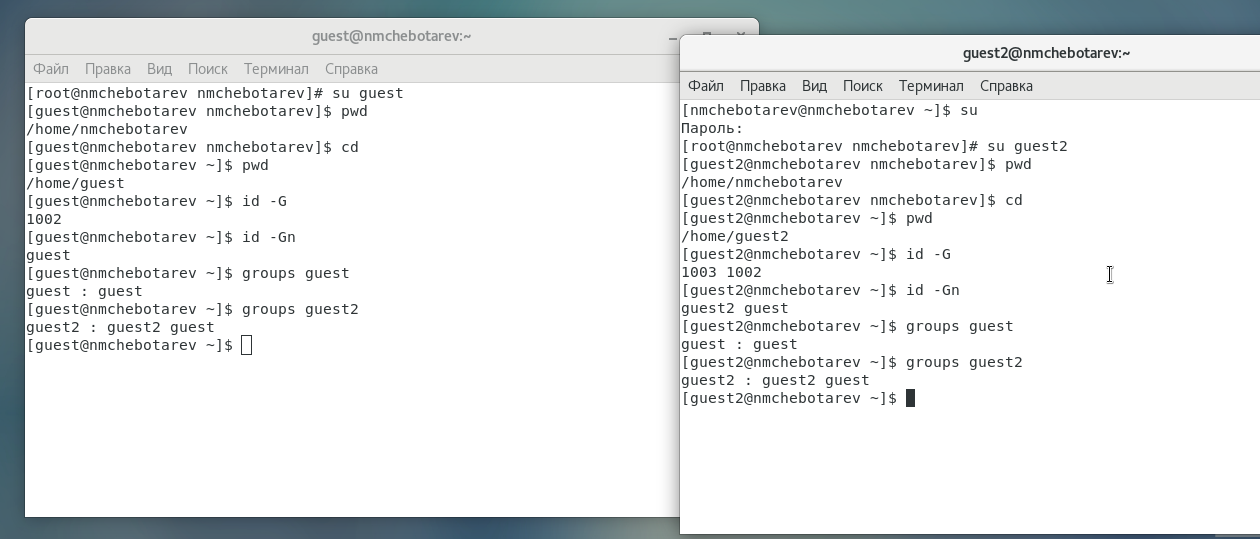 guest@nmchebotarev:~
Файл Правка Вид Поиск Терминал Справка
[root@nmchebotarev nmchebotarev]# su guest
[guest@nmchebotarev nmchebotarev]$ pwd
/home/nmchebotarev
[guest@nmchebotarev nmchebotarev]$ cd
[guest@nmchebotarev ~]$ pwd
/home/guest
[guest@nmchebotarev ~]$ id -G
1002
[guest@nmchebotarev ~]$ id -Gn
guest
[guest@nmchebotarev ~]$ groups guest
guest : guest
[guest@nmchebotarev ~]$ groups guest2
guest2 : guest2 guest
[guest@nmchebotarev ~]$
guest2@nmchebotarev:~
Файл Правка Вид Поиск Терминал Справка
[nmchebotarev@nmchebotarev ~]$ su
Пароль:
[root@nmchebotarev nmchebotarev]# su guest2
[guest2@nmchebotarev nmchebotarev]$ pwd
/home/nmchebotarev
[guest2@nmchebotarev nmchebotarev]$ cd
[guest2@nmchebotarev ~]$ pwd
/home/guest2
[guest2@nmchebotarev ~]$ id -G
1003 1002
[guest2@nmchebotarev ~]$ id -Gn
guest2 guest
[guest2@nmchebotarev ~]$ groups guest
guest : guest
[guest2@nmchebotarev ~]$ groups guest2
guest2 : guest2 guest
[guest2@nmchebotarev ~]$